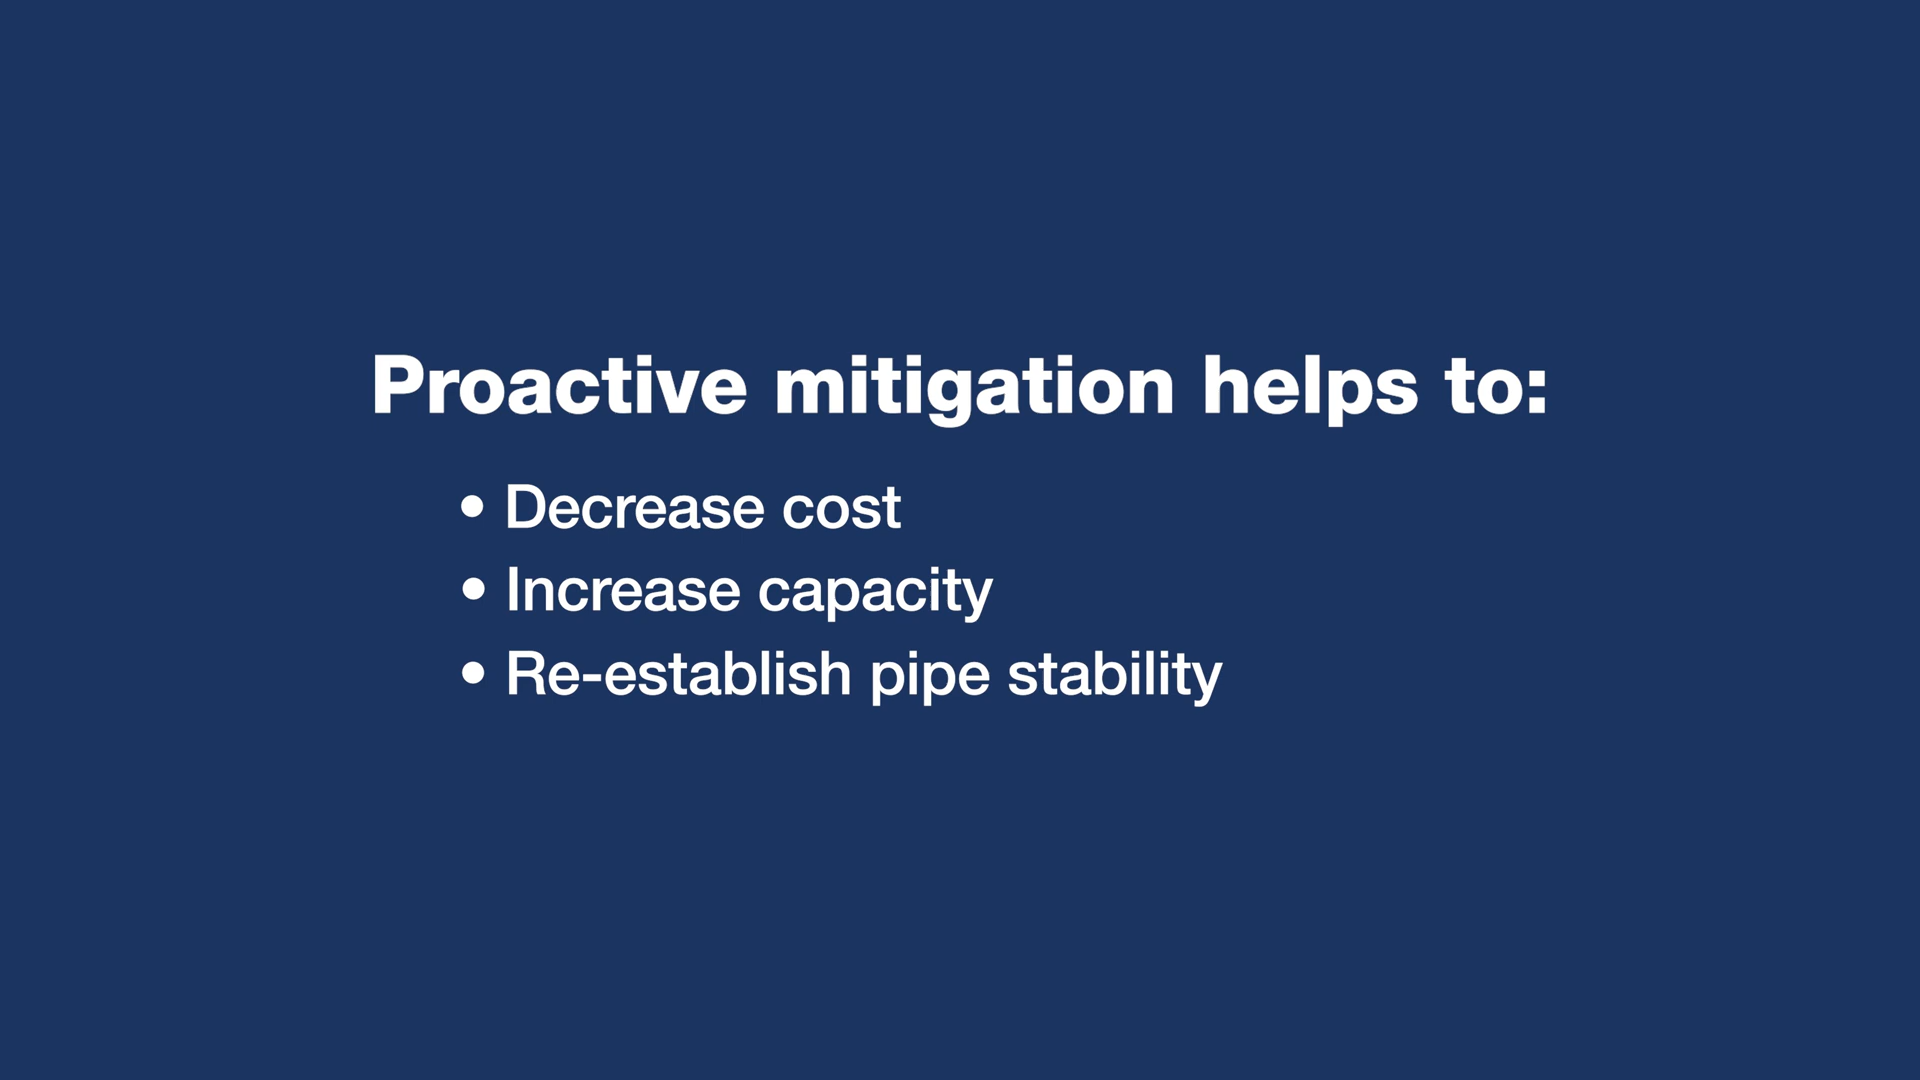 Proactive mitigation helps to:
• Decrease cost
• Increase capacity
• Re-establish pipe stability